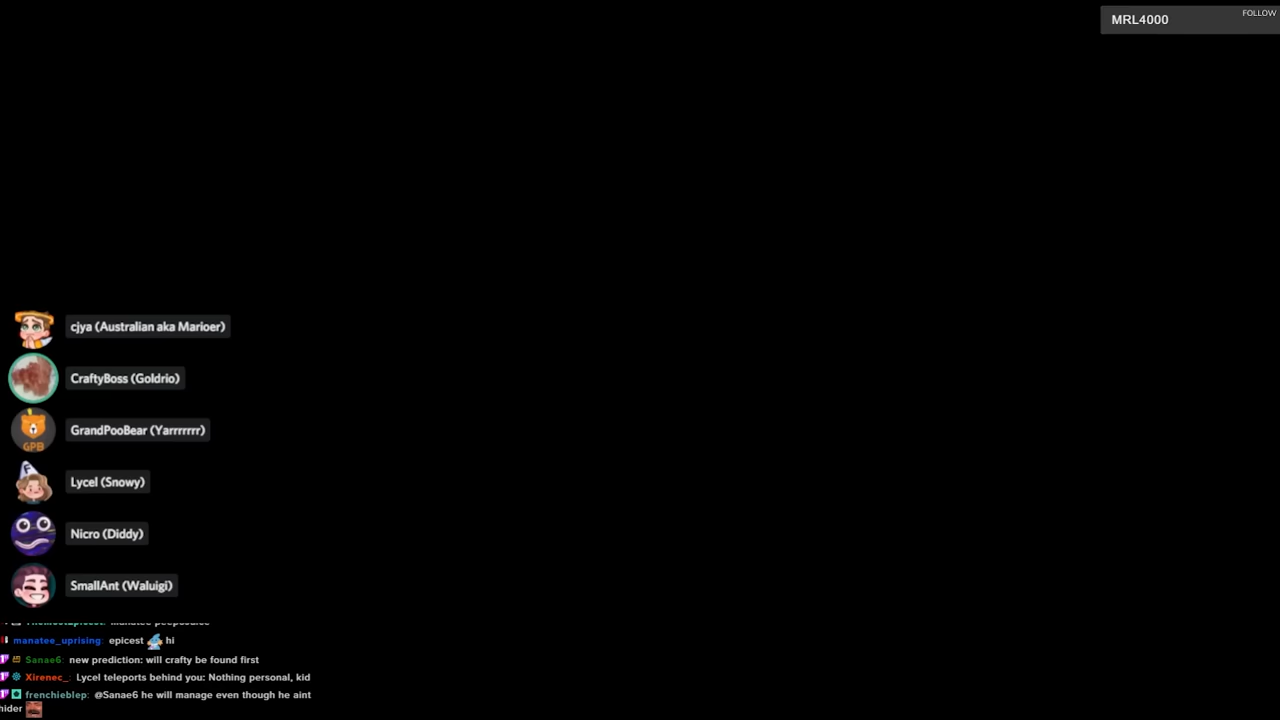 FOLLOW
MRL4000
cjya (Australian aka Marioer)
CraftyBoss (Goldrio)
GPB
GrandPooBear (Yarrrrrrr)
F
Lycel (Snowy)
Nicro (Diddy)
SmallAnt (Waluigi)
manatee_uprising: epicest hi
Sanae6: new prediction: will crafty be found first
Xirenec_: Lycel teleports behind you: Nothing personal, kid
frenchieblep: @Sanae6 he will manage even though he aint
hider